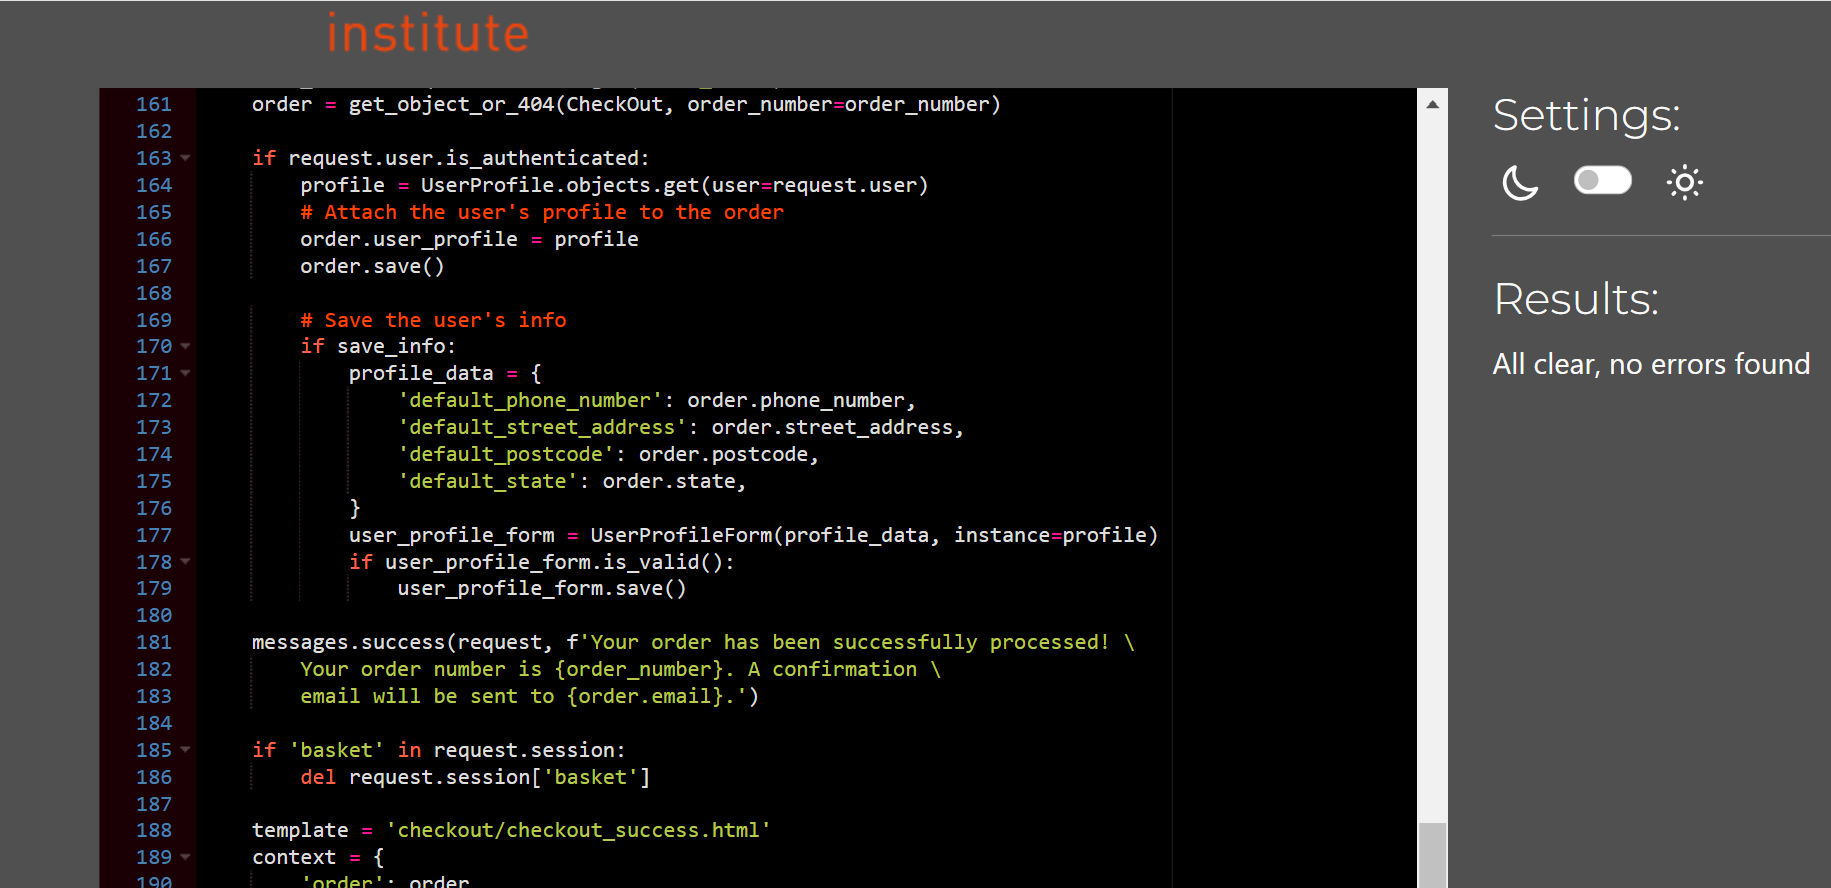 institute
161 order = get_object_or_404(CheckOut, order_number=order_number)
162
163 if request.user.is_authenticated:
164 profile = UserProfile.objects.get(user=request.user)
165 # Attach the user's profile to the order
166 order.user_profile = profile
167 order.save()
168
169 # Save the user's info
170 if save_info:
171 profile_data = {
172 'default_phone_number': order.phone_number,
173 'default_street_address': order.street_address,
174 'default_postcode': order.postcode,
175 'default_state': order.state,
176 }
177 user_profile_form = UserProfileForm(profile_data, instance=profile)
178 if user_profile_form.is_valid():
179 user_profile_form.save()
180
181 messages.success(request, f'Your order has been successfully processed! \
182 Your order number is {order_number}. A confirmation \
183 email will be sent to {order.email}.')
184
185 if 'basket' in request.session:
186 del request.session['basket']
187
188 template = 'checkout/checkout_success.html'
189 context = {
190 'order': order
Settings:
Results:
All clear, no errors found